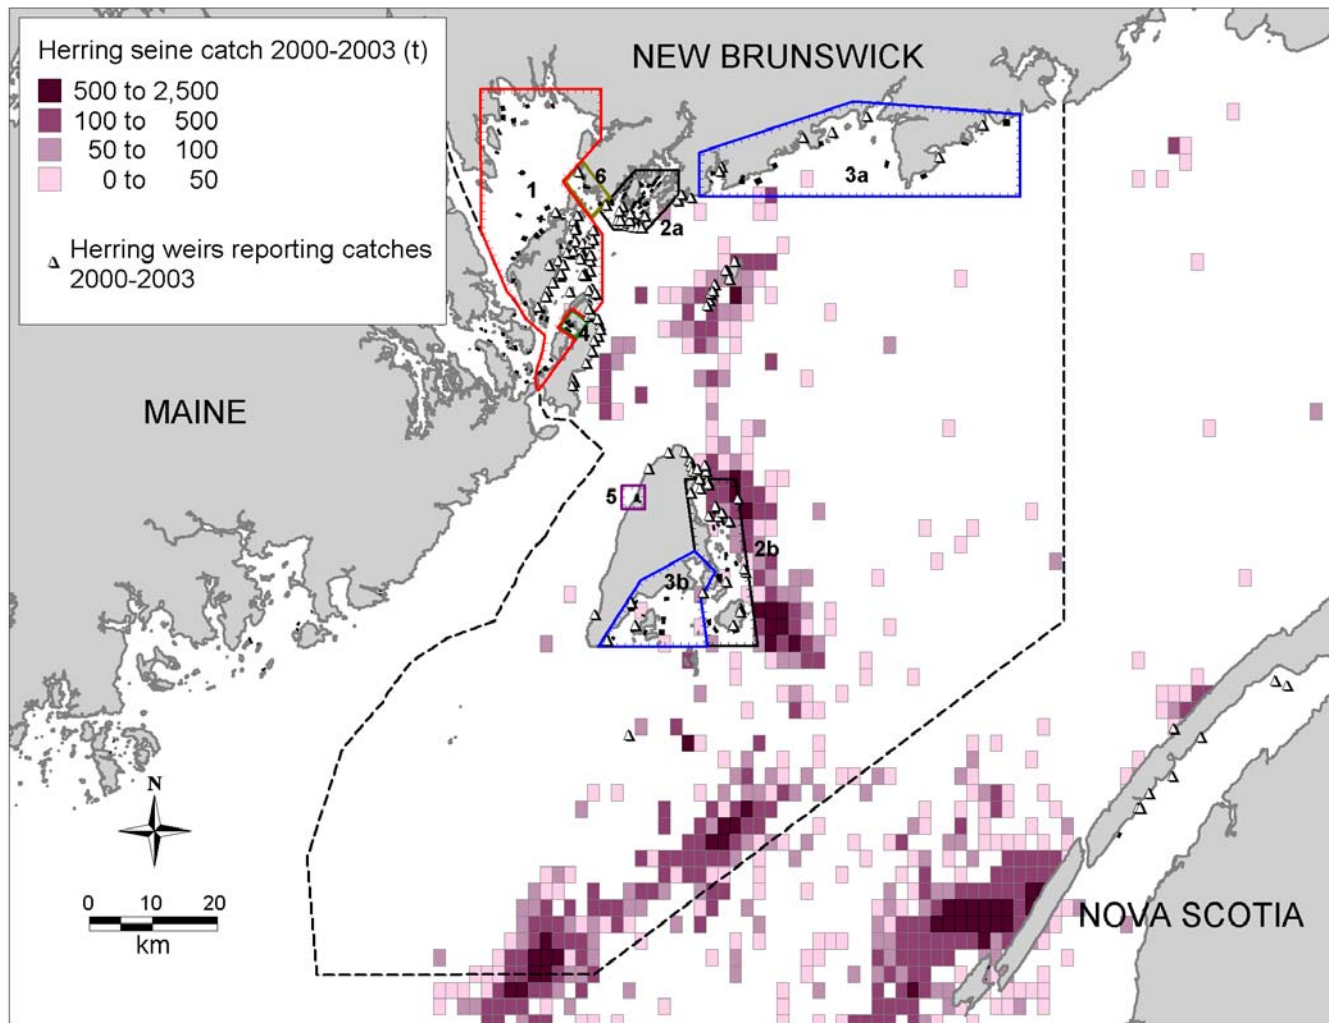 Herring seine catch 2000-2003 (t)
500 to 2,500
100 to 500
50 to 100
0 to 50
Herring weirs reporting catches
2000-2003
NEW BRUNSWICK
1
6
2a
3a
4
MAINE
5
2b
3b
N
0 10 20
km
NOVA SCOTIA